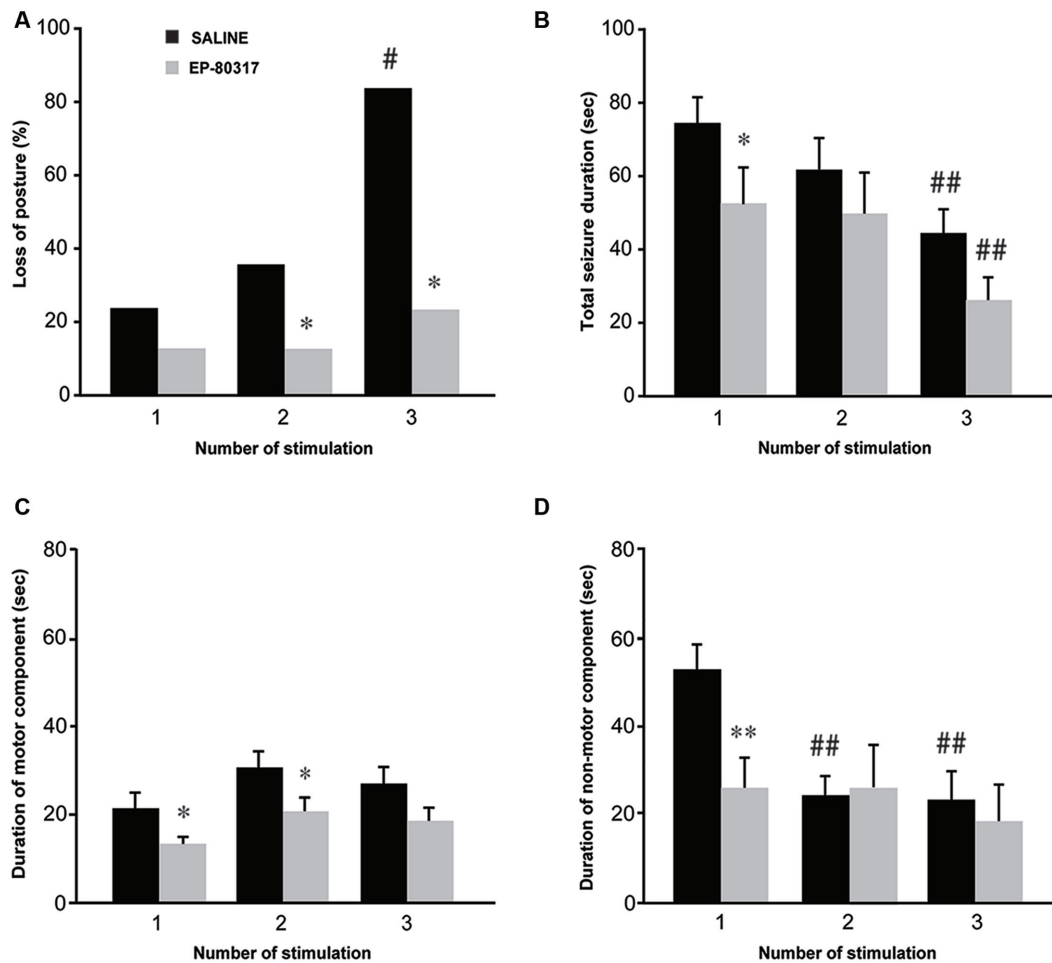 A
Loss of posture (%)
100
80
60
40
20
0
SALINE
EP-80317
#
*
*
1 2 3
Number of stimulation
B
Total seizure duration (sec)
100
80
60
40
20
0
*
##
##
1 2 3
Number of stimulation
C
Duration of motor component (sec)
80
60
40
20
0
*
*
1 2 3
Number of stimulation
D
Duration of non-motor component (sec)
80
60
40
20
0
**
##
##
1 2 3
Number of stimulation